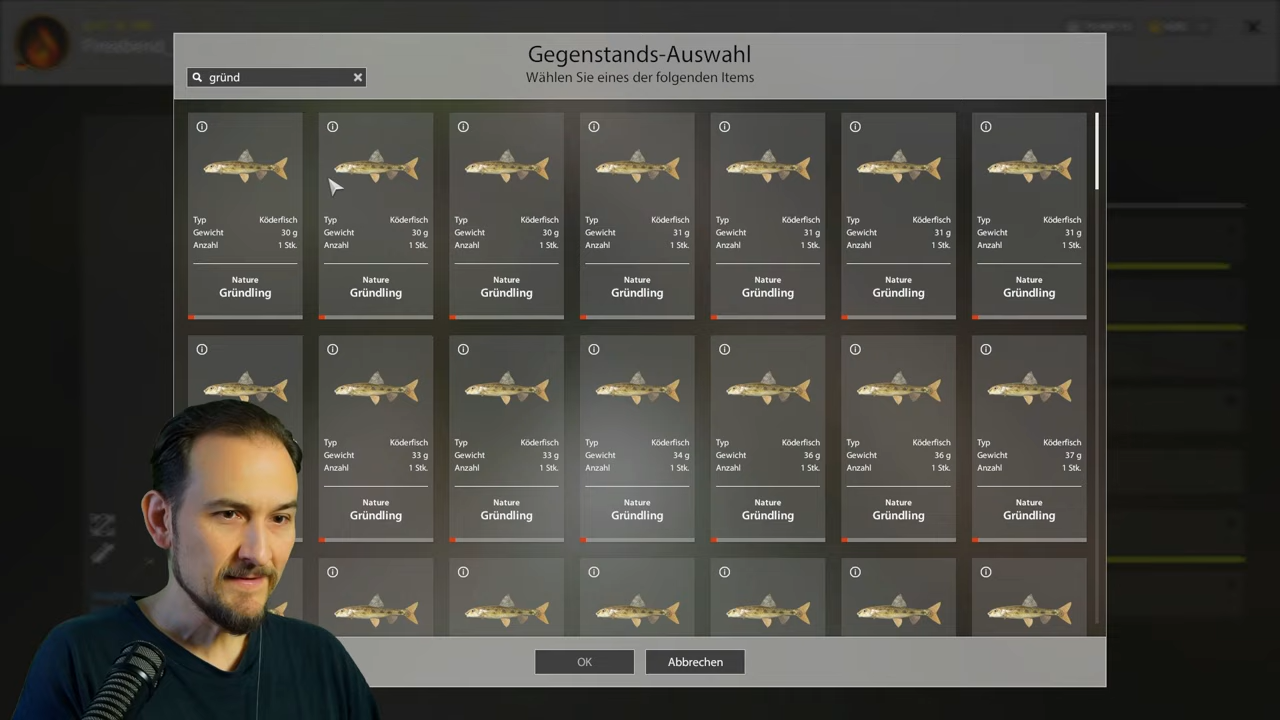 Gegenstands-Auswahl
Wählen Sie eines der folgenden Items
gründ
Typ Köderfisch
Gewicht 30 g
Anzahl 1 Stk.
Nature
Gründling
Typ Köderfisch
Gewicht 30 g
Anzahl 1 Stk.
Nature
Gründling
Typ Köderfisch
Gewicht 30 g
Anzahl 1 Stk.
Nature
Gründling
Typ Köderfisch
Gewicht 31 g
Anzahl 1 Stk.
Nature
Gründling
Typ Köderfisch
Gewicht 31 g
Anzahl 1 Stk.
Nature
Gründling
Typ Köderfisch
Gewicht 31 g
Anzahl 1 Stk.
Nature
Gründling
Typ Köderfisch
Gewicht 31 g
Anzahl 1 Stk.
Nature
Gründling
Typ Köderfisch
Gewicht 33 g
Anzahl 1 Stk.
Nature
Gründling
Typ Köderfisch
Gewicht 33 g
Anzahl 1 Stk.
Nature
Gründling
Typ Köderfisch
Gewicht 34 g
Anzahl 1 Stk.
Nature
Gründling
Typ Köderfisch
Gewicht 36 g
Anzahl 1 Stk.
Nature
Gründling
Typ Köderfisch
Gewicht 36 g
Anzahl 1 Stk.
Nature
Gründling
Typ Köderfisch
Gewicht 37 g
Anzahl 1 Stk.
Nature
Gründling
OK
Abbrechen